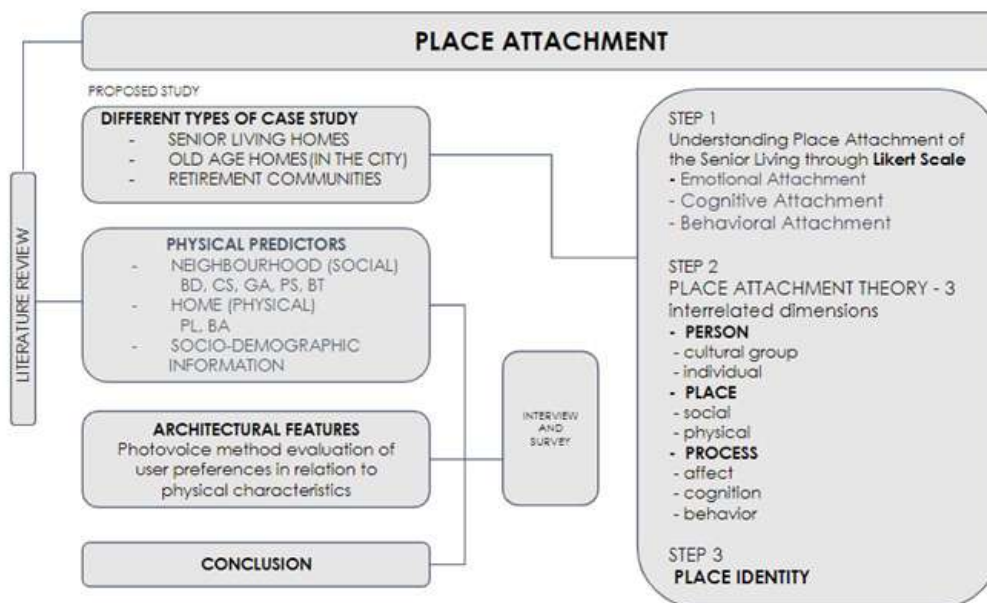 PLACE ATTACHMENT
LITERATURE REVIEW
PROPOSED STUDY
DIFFERENT TYPES OF CASE STUDY
- SENIOR LIVING HOMES
- OLD AGE HOMES(IN THE CITY)
- RETIREMENT COMMUNITIES
PHYSICAL PREDICTORS
- NEIGHBOURHOOD (SOCIAL)
BD, CS, GA, PS, BT
- HOME (PHYSICAL)
PL, BA
- SOCIO-DEMOGRAPHIC
INFORMATION
ARCHITECTURAL FEATURES
Photovoice method evaluation of
user preferences in relation to
physical characteristics
CONCLUSION
INTERVIEW
AND
SURVEY
STEP 1
Understanding Place Attachment of
the Senior Living through Likert Scale
- Emotional Attachment
- Cognitive Attachment
- Behavioral Attachment
STEP 2
PLACE ATTACHMENT THEORY - 3
interrelated dimensions
- PERSON
- cultural group
- individual
- PLACE
- social
- physical
- PROCESS
- affect
- cognition
- behavior
STEP 3
PLACE IDENTITY